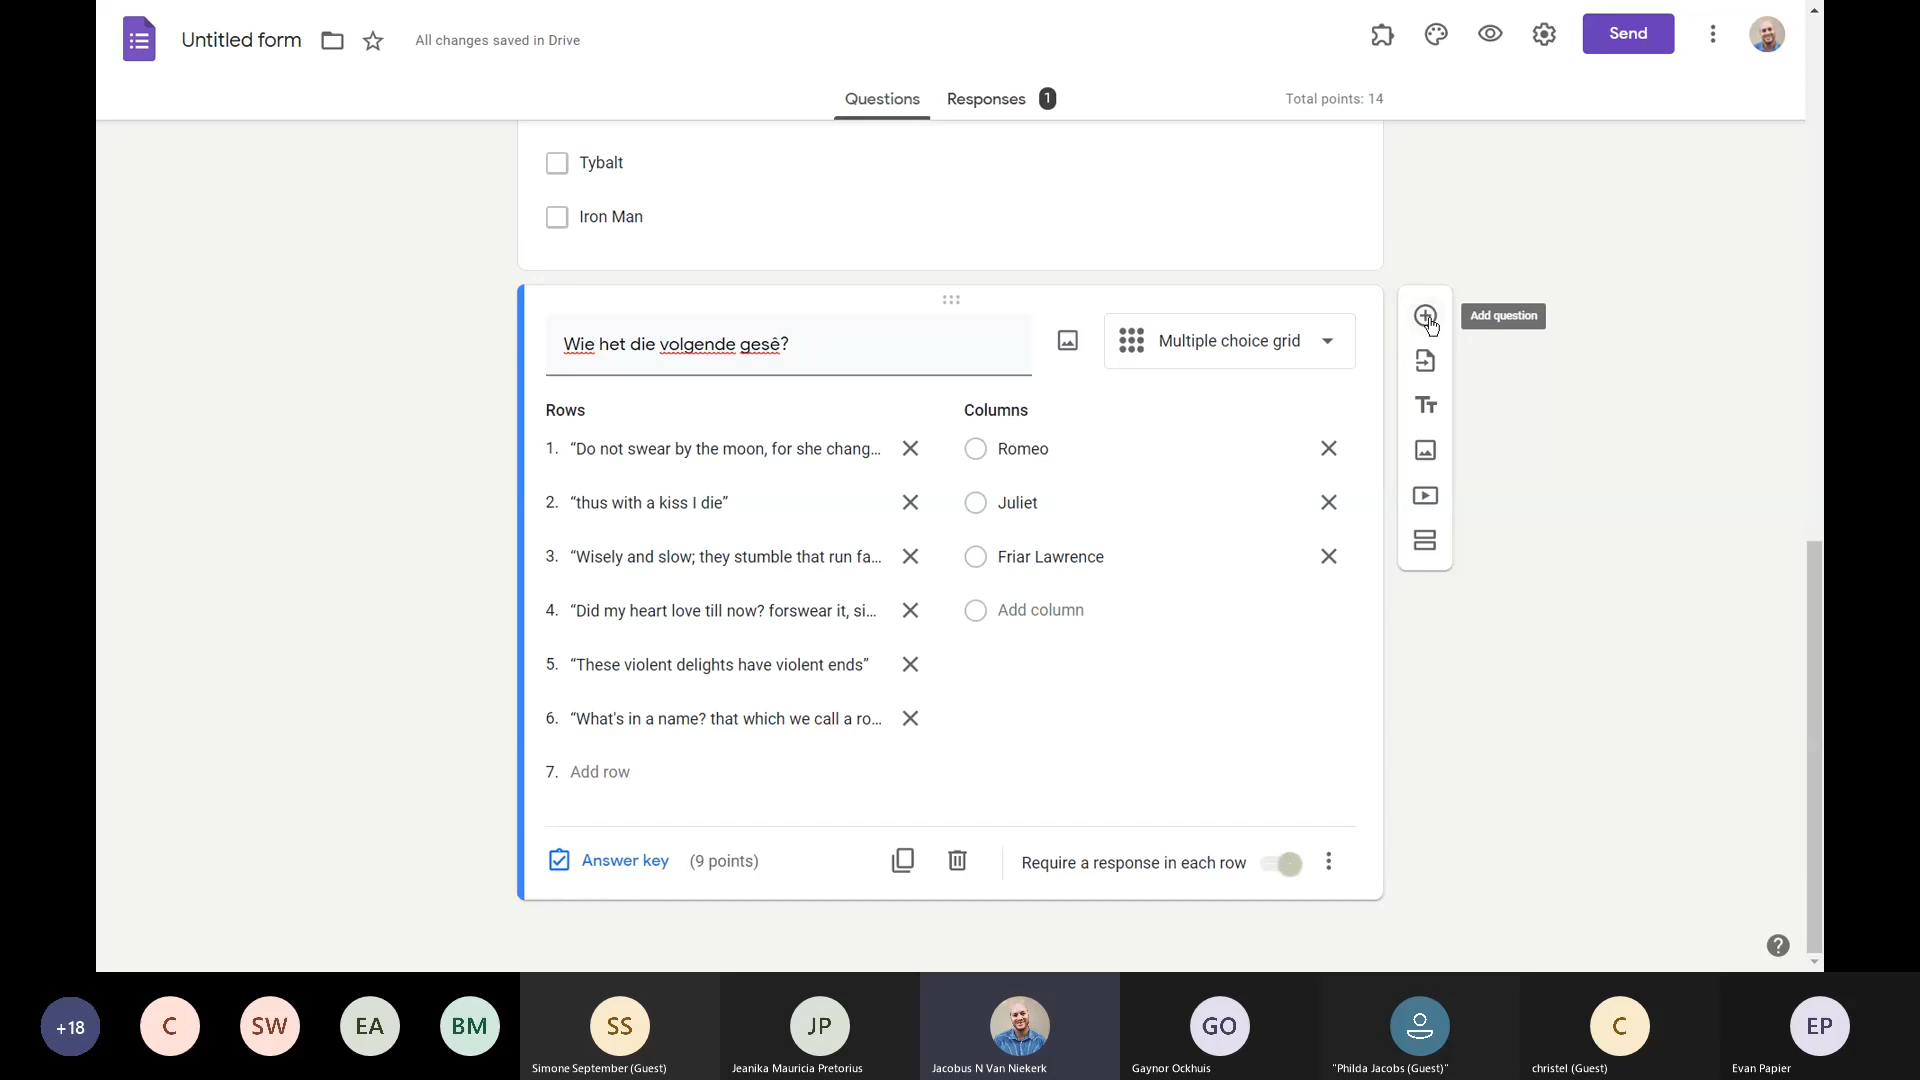 Untitled form
All changes saved in Drive
Send
Questions
Responses 1
Total points: 14
Tybalt
Iron Man
Wie het die volgende gesê?
Multiple choice grid
Add question
Rows
Columns
1. “Do not swear by the moon, for she chang...
Romeo
2. “thus with a kiss I die”
Juliet
3. “Wisely and slow; they stumble that run fa...
Friar Lawrence
4. “Did my heart love till now? forswear it, si...
Add column
5. “These violent delights have violent ends”
6. “What's in a name? that which we call a ro...
7. Add row
Answer key (9 points)
Require a response in each row
+18
C
SW
EA
BM
SS
JP
GO
C
EP
Simone September (Guest)
Jeanika Mauricia Pretorius
Jacobus N Van Niekerk
Gaynor Ockhuis
"Philda Jacobs (Guest)"
christel (Guest)
Evan Papier